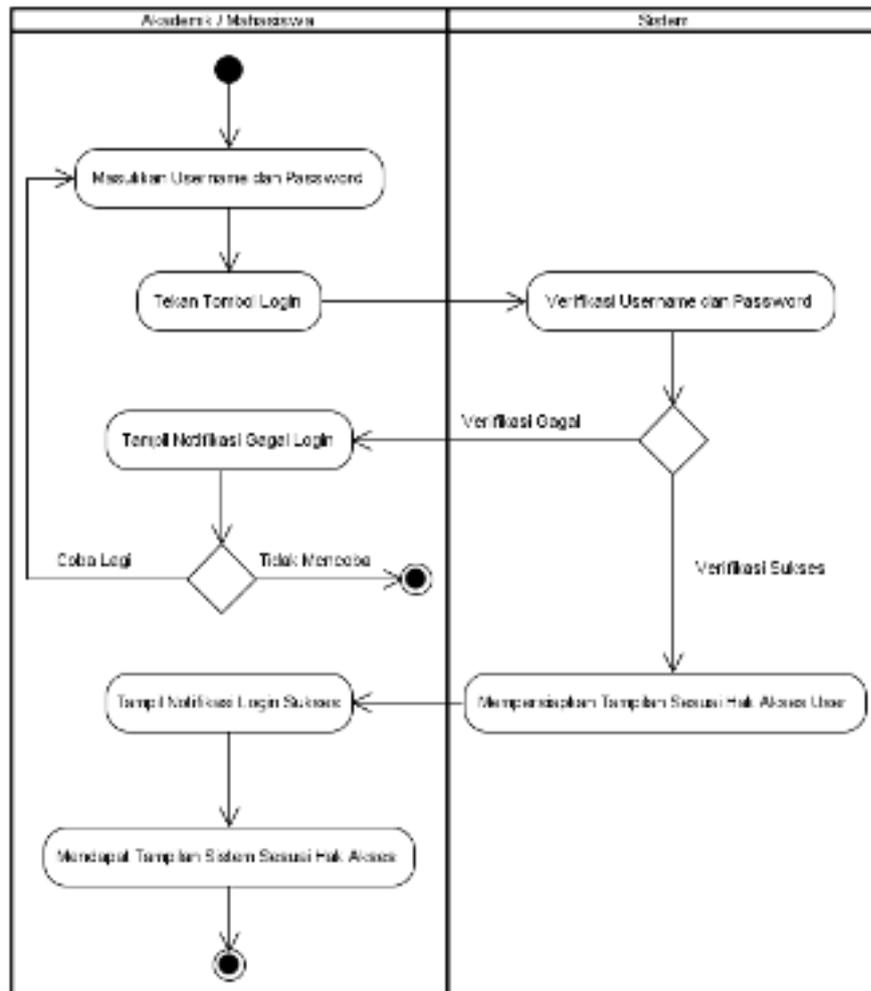 Akademik / Mahasiswa
Sistem
Masukkan Username dan Password
Tekan Tombol Login
Verifikasi Username dan Password
Verifikasi Gagal
Tampil Notifikasi Gagal Login
Coba Lagi
Tidak Mencoba
Verifikasi Sukses
Tampil Notifikasi Login Sukses
Mempersiapkan Tampilan Sesuai Hak Akses User
Mendapat Tampilan Sistem Sesuai Hak Akses